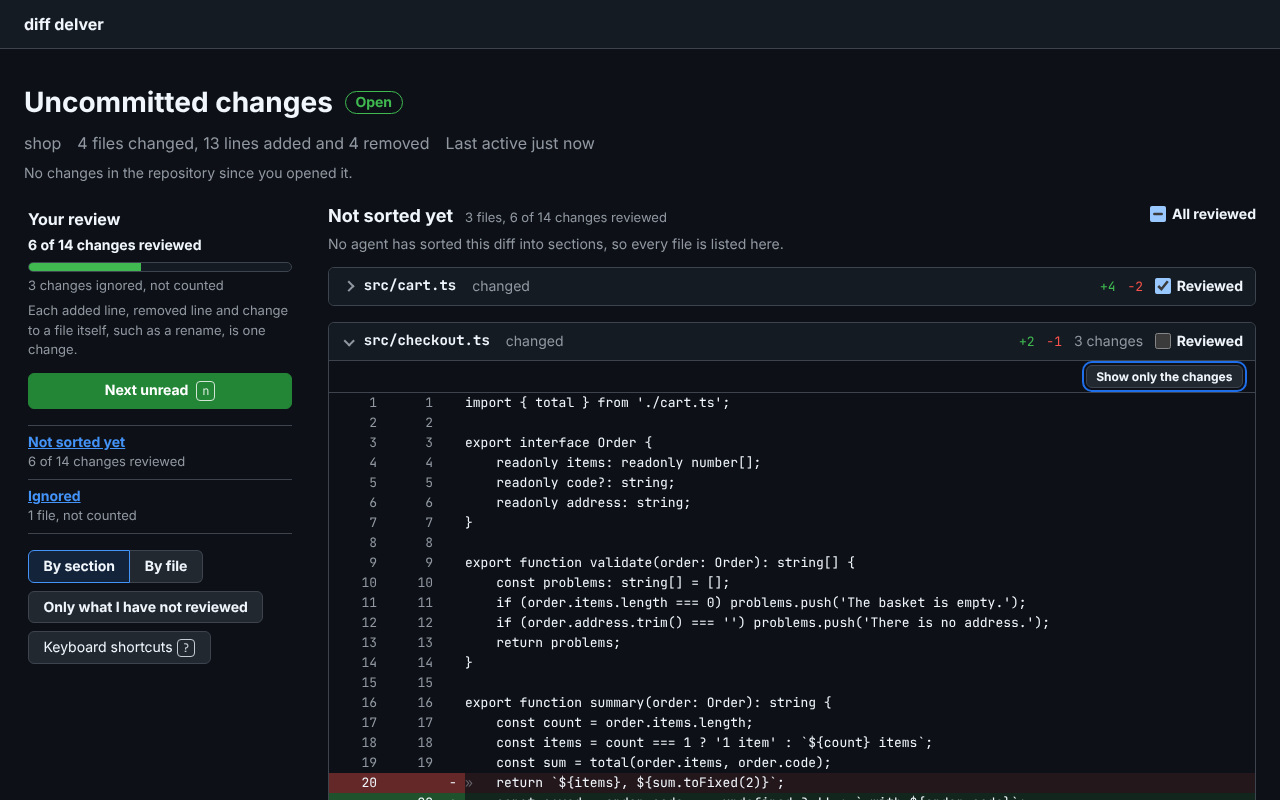 diff delver
Uncommitted changes Open
shop 4 files changed, 13 lines added and 4 removed Last active just now
No changes in the repository since you opened it.
Your review
6 of 14 changes reviewed
3 changes ignored, not counted
Each added line, removed line and change
to a file itself, such as a rename, is one
change.
Next unread n
Not sorted yet
6 of 14 changes reviewed
Ignored
1 file, not counted
By section By file
Only what I have not reviewed
Keyboard shortcuts ?
Not sorted yet 3 files, 6 of 14 changes reviewed All reviewed
No agent has sorted this diff into sections, so every file is listed here.
src/cart.ts changed +4 -2 Reviewed
src/checkout.ts changed +2 -1 3 changes Reviewed
Show only the changes
1 1 import { total } from './cart.ts';
2 2
3 3 export interface Order {
4 4     readonly items: readonly number[];
5 5     readonly code?: string;
6 6     readonly address: string;
7 7 }
8 8
9 9 export function validate(order: Order): string[] {
10 10     const problems: string[] = [];
11 11     if (order.items.length === 0) problems.push('The basket is empty.');
12 12     if (order.address.trim() === '') problems.push('There is no address.');
13 13     return problems;
14 14 }
15 15
16 16 export function summary(order: Order): string {
17 17     const count = order.items.length;
18 18     const items = count === 1 ? '1 item' : `${count} items`;
19 19     const sum = total(order.items, order.code);
20 - »   return `${items}, ${sum.toFixed(2)}`;